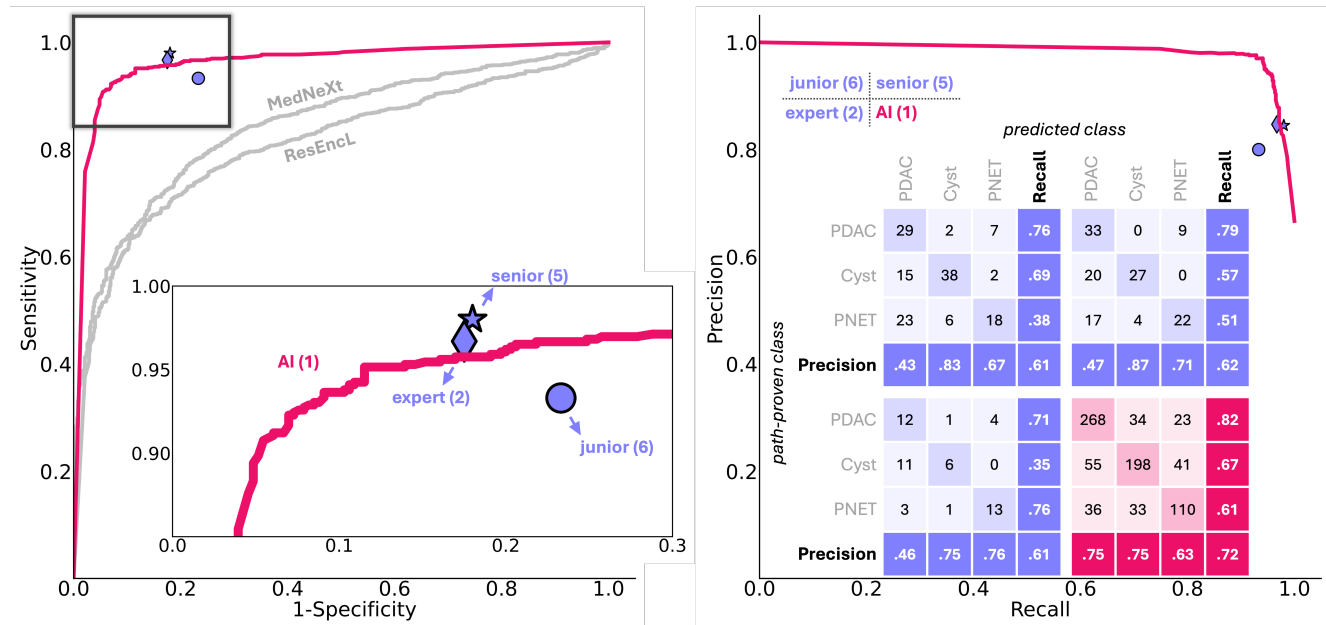 1.0
0.8
0.6
0.4
0.2
0
Sensitivity
MedNeXt
ResEncL
1.00
0.95
0.90
senior (5)
AI (1)
expert (2)
junior (6)
0.0 0.1 0.2 0.3
0.0 0.2 0.4 0.6 0.8 1.0
1-Specificity
1.0
0.8
0.6
0.4
0.2
0
Precision
junior (6) senior (5)
expert (2) AI (1)
predicted class
PDAC Cyst PNET Recall PDAC Cyst PNET Recall
path-proven class
PDAC 29 2 7 .76 33 0 9 .79
Cyst 15 38 2 .69 20 27 0 .57
PNET 23 6 18 .38 17 4 22 .51
Precision .43 .83 .67 .61 .47 .87 .71 .62
PDAC 12 1 4 .71 268 34 23 .82
Cyst 11 6 0 .35 55 198 41 .67
PNET 3 1 13 .76 36 33 110 .61
Precision .46 .75 .76 .61 .75 .75 .63 .72
0.0 0.2 0.4 0.6 0.8 1.0
Recall